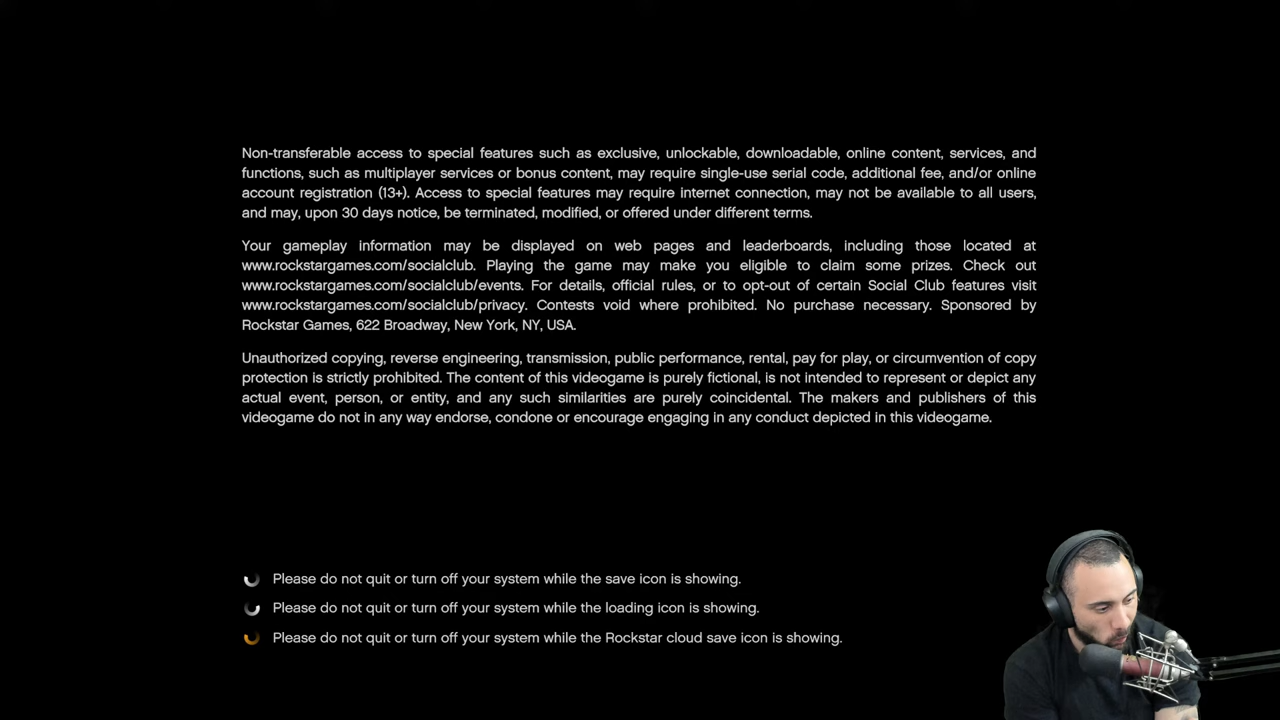 Non-transferable access to special features such as exclusive, unlockable, downloadable, online content, services, and
functions, such as multiplayer services or bonus content, may require single-use serial code, additional fee, and/or online
account registration (13+). Access to special features may require internet connection, may not be available to all users,
and may, upon 30 days notice, be terminated, modified, or offered under different terms.
Your gameplay information may be displayed on web pages and leaderboards, including those located at
www.rockstargames.com/socialclub. Playing the game may make you eligible to claim some prizes. Check out
www.rockstargames.com/socialclub/events. For details, official rules, or to opt-out of certain Social Club features visit
www.rockstargames.com/socialclub/privacy. Contests void where prohibited. No purchase necessary. Sponsored by
Rockstar Games, 622 Broadway, New York, NY, USA.
Unauthorized copying, reverse engineering, transmission, public performance, rental, pay for play, or circumvention of copy
protection is strictly prohibited. The content of this videogame is purely fictional, is not intended to represent or depict any
actual event, person, or entity, and any such similarities are purely coincidental. The makers and publishers of this
videogame do not in any way endorse, condone or encourage engaging in any conduct depicted in this videogame.
Please do not quit or turn off your system while the save icon is showing.
Please do not quit or turn off your system while the loading icon is showing.
Please do not quit or turn off your system while the Rockstar cloud save icon is showing.